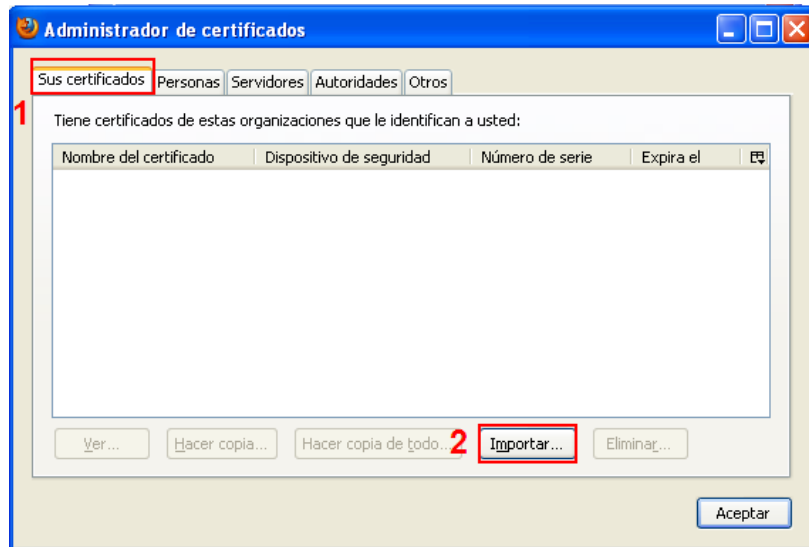 Administrador de certificados
Sus certificados Personas Servidores Autoridades Otros
1
Tiene certificados de estas organizaciones que le identifican a usted:
Nombre del certificado Dispositivo de seguridad Número de serie Expira el
Ver... Hacer copia... Hacer copia de todo... 2 Importar... Eliminar...
Aceptar